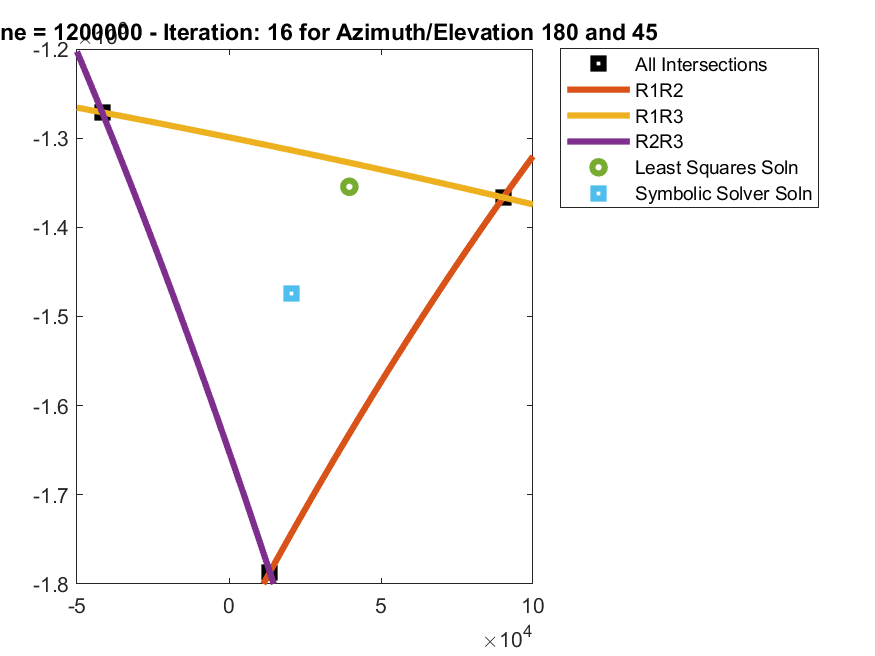 ne = 1200000 - Iteration: 16 for Azimuth/Elevation 180 and 45
-1.2
-1.3
-1.4
-1.5
-1.6
-1.7
-1.8
-5 0 5 10
×10⁴
All Intersections
R1R2
R1R3
R2R3
Least Squares Soln
Symbolic Solver Soln